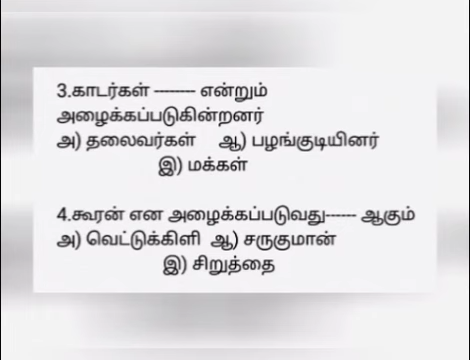 3.காடர்கள் -------- என்றும்
அழைக்கப்படுகின்றனர்
அ) தலைவர்கள் ஆ) பழங்குடியினர்
இ) மக்கள்
4.கூரன் என அழைக்கப்படுவது------ ஆகும்
அ) வெட்டுக்கிளி ஆ) சருகுமான்
இ) சிறுத்தை